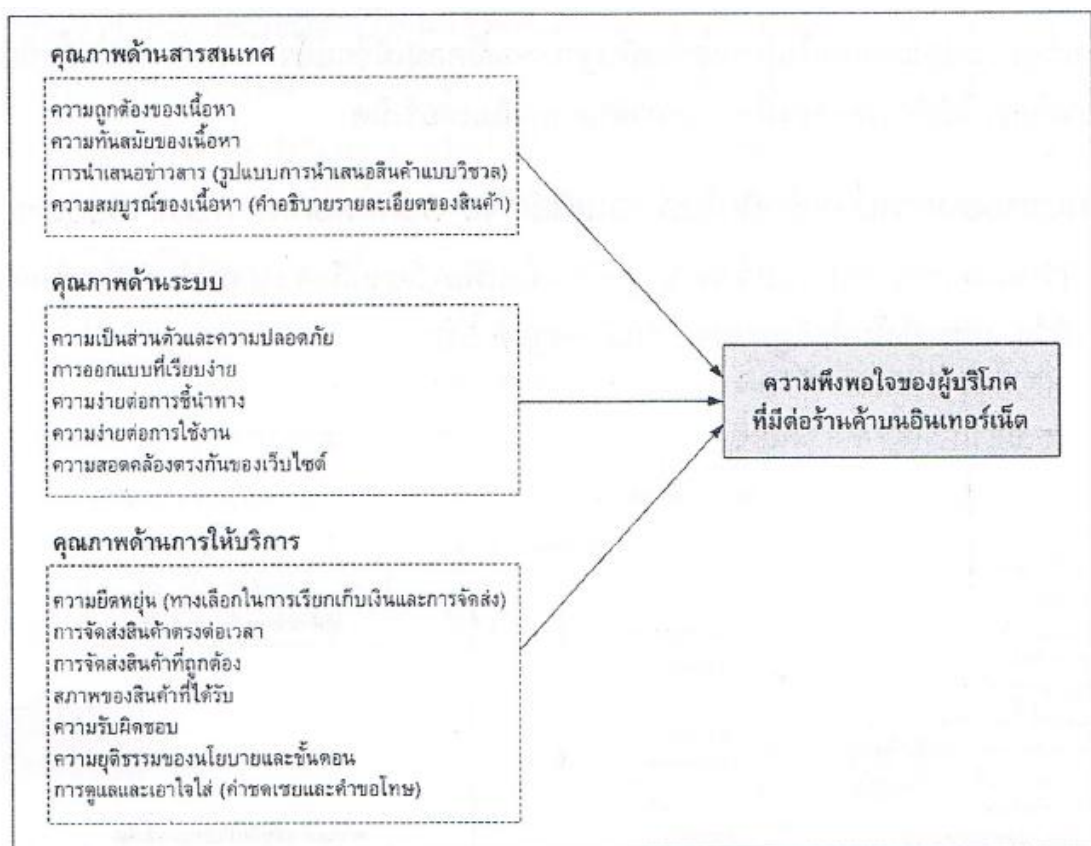 คุณภาพด้านสารสนเทศ
ความถูกต้องของเนื้อหา
ความทันสมัยของเนื้อหา
การนำเสนอข่าวสาร (รูปแบบการนำเสนอสินค้าแบบวิชวล)
ความสมบูรณ์ของเนื้อหา (คำอธิบายรายละเอียดของสินค้า)
คุณภาพด้านระบบ
ความเป็นส่วนตัวและความปลอดภัย
การออกแบบที่เรียบง่าย
ความง่ายต่อการชี้นำทาง
ความง่ายต่อการใช้งาน
ความสอดคล้องตรงกันของเว็บไซต์
ความพึงพอใจของผู้บริโภค
ที่มีต่อร้านค้าบนอินเทอร์เน็ต
คุณภาพด้านการให้บริการ
ความยืดหยุ่น (ทางเลือกในการเรียกเก็บเงินและการจัดส่ง)
การจัดส่งสินค้าตรงต่อเวลา
การจัดส่งสินค้าที่ถูกต้อง
สภาพของสินค้าที่ได้รับ
ความรับผิดชอบ
ความยุติธรรมของนโยบายและขั้นตอน
การดูแลและเอาใจใส่ (ค่าชดเชยและคำขอโทษ)